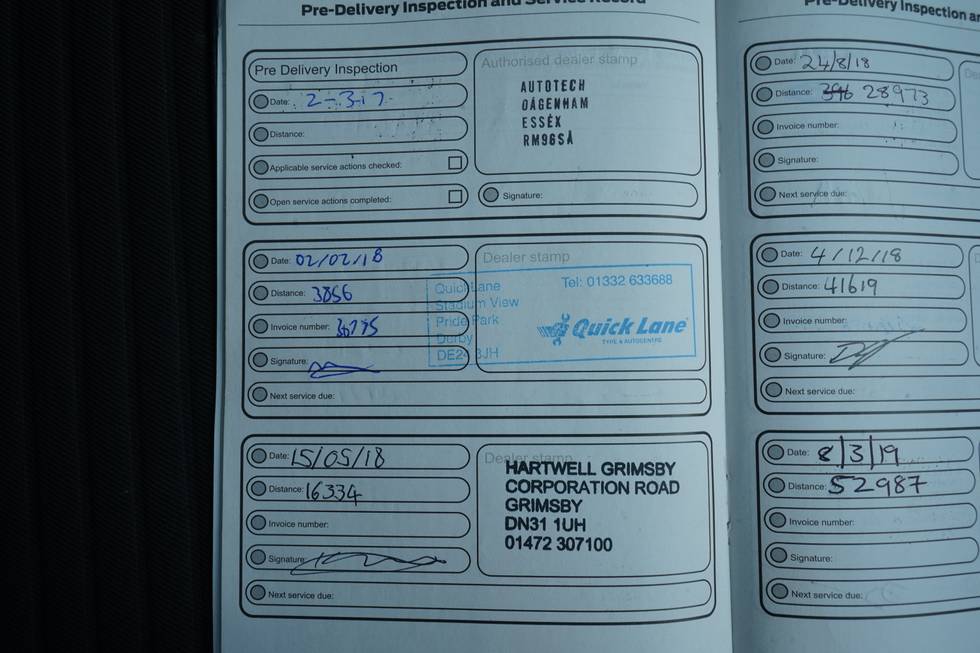 Pre-Delivery Inspection and Service Record
Pre Delivery Inspection
Date: 2-3-17
Distance:
Applicable service actions checked:
Open service actions completed:
Authorised dealer stamp
AUTOTECH
DAGENHAM
ESSEX
RM96SA
Signature:
Date: 02/02/18
Distance: 3856
Invoice number: 36795
Signature:
Next service due:
Dealer stamp
Quick Lane
Stadium View
Pride Park
Derby
DE24 8JH
Tel: 01332 633688
Quick Lane
TYRE & AUTOCENTRE
Date: 15/05/18
Distance: 16334
Invoice number:
Signature:
Next service due:
Dealer stamp
HARTWELL GRIMSBY
CORPORATION ROAD
GRIMSBY
DN31 1UH
01472 307100
Pre-Delivery Inspection
Date: 24/8/18
Distance: 396 28973
Invoice number:
Signature:
Next service due:
Date: 4/12/18
Distance: 41619
Invoice number:
Signature:
Next service due:
Date: 8/3/19
Distance: 52987
Invoice number:
Signature:
Next service due: